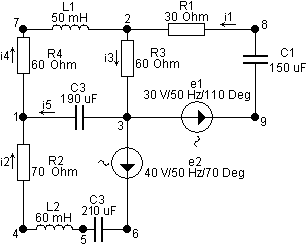 L1
50 mH
7
2
R1
30 Ohm
i1
8
i4
R4
60 Ohm
i3
R3
60 Ohm
C1
150 uF
C3
190 uF
i5
e1
30 V/50 Hz/110 Deg
1
3
9
i2
R2
70 Ohm
e2
40 V/50 Hz/70 Deg
L2
60 mH
C3
210 uF
4
5
6